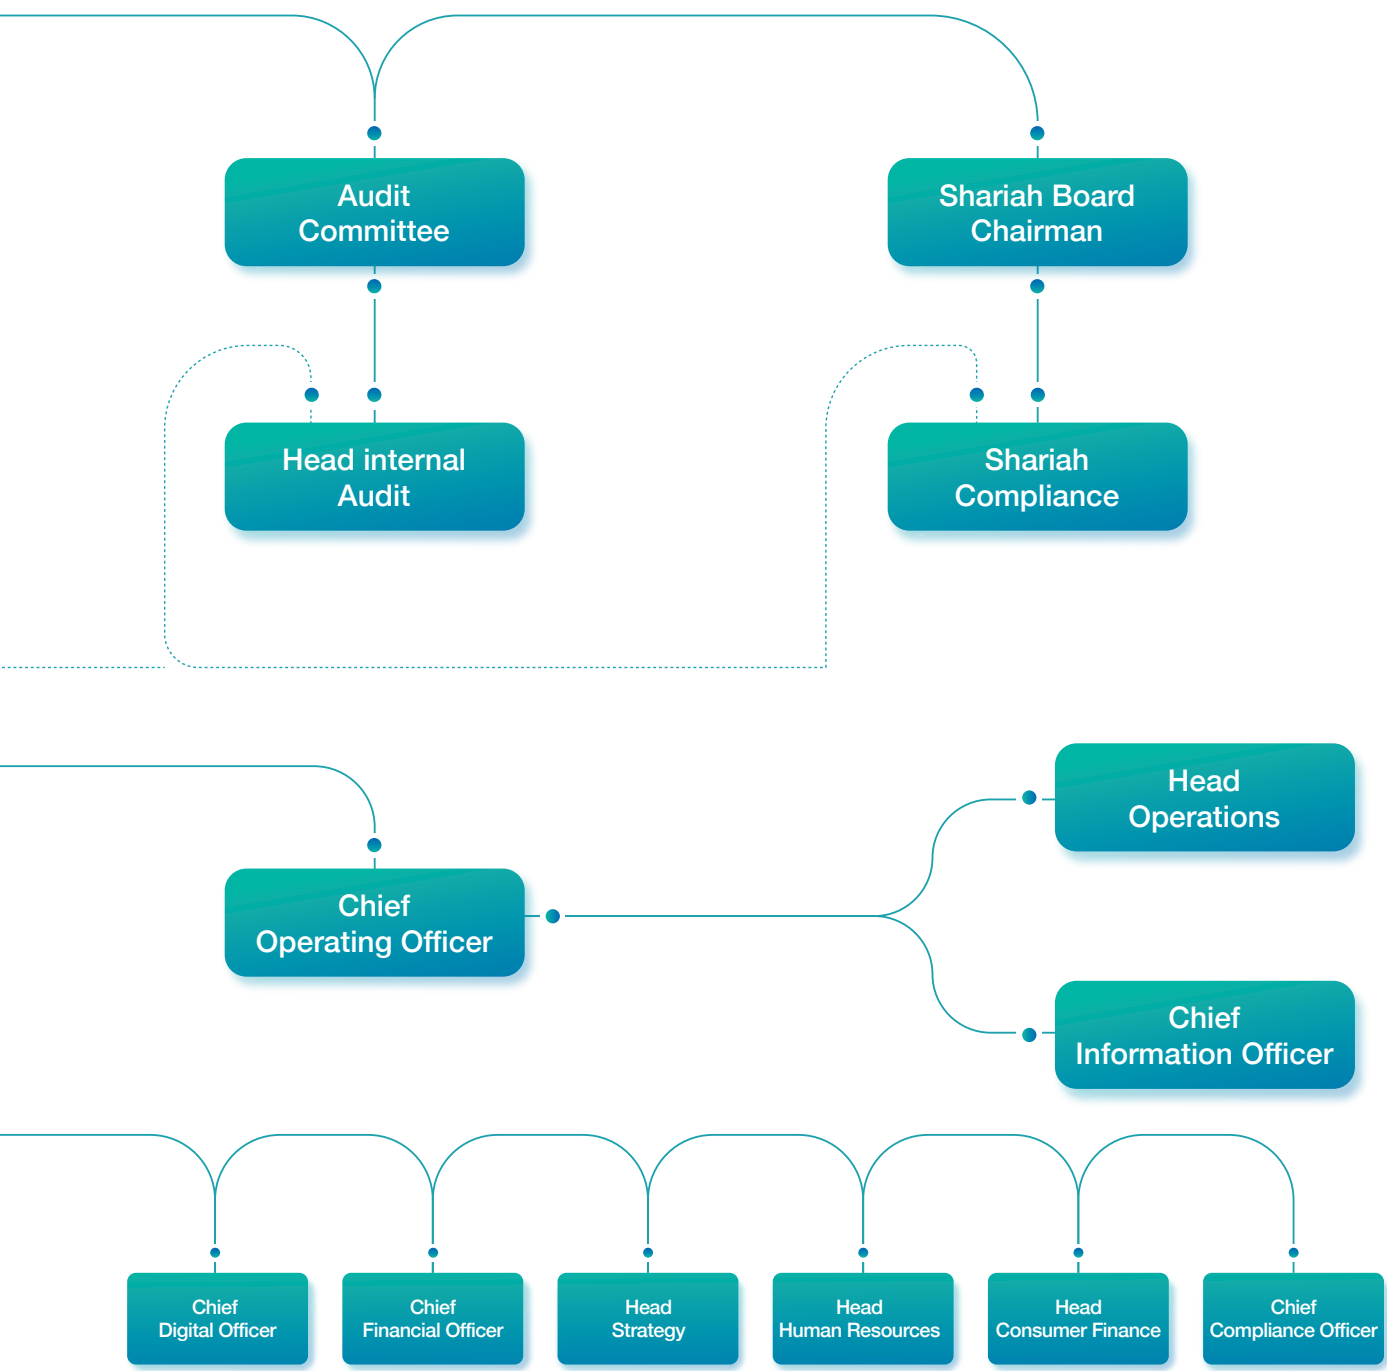 Audit
Committee
Shariah Board
Chairman
Head internal
Audit
Shariah
Compliance
Head
Operations
Chief
Operating Officer
Chief
Information Officer
Chief
Digital Officer
Chief
Financial Officer
Head
Strategy
Head
Human Resources
Head
Consumer Finance
Chief
Compliance Officer